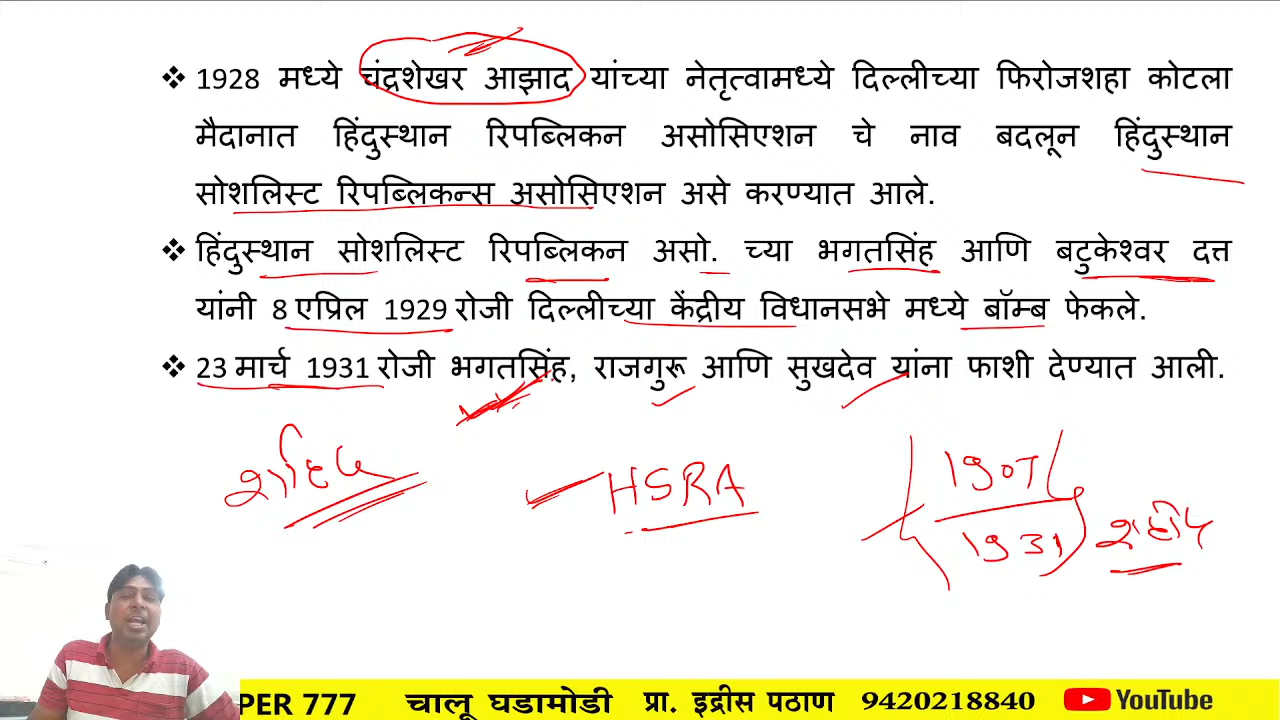 ❖ 1928 मध्ये चंद्रशेखर आझाद यांच्या नेतृत्वामध्ये दिल्लीच्या फिरोजशहा कोटला
मैदानात हिंदुस्थान रिपब्लिकन असोसिएशन चे नाव बदलून हिंदुस्थान
सोशलिस्ट रिपब्लिकन्स असोसिएशन असे करण्यात आले.
❖ हिंदुस्थान सोशलिस्ट रिपब्लिकन असो. च्या भगतसिंह आणि बटुकेश्वर दत्त
यांनी 8 एप्रिल 1929 रोजी दिल्लीच्या केंद्रीय विधानसभे मध्ये बॉम्ब फेकले.
❖ 23 मार्च 1931 रोजी भगतसिंह, राजगुरू आणि सुखदेव यांना फाशी देण्यात आली.
HSRA
1907
1931 शहीद
PER 777 चालू घडामोडी प्रा. इद्रीस पठाण 9420218840 YouTube